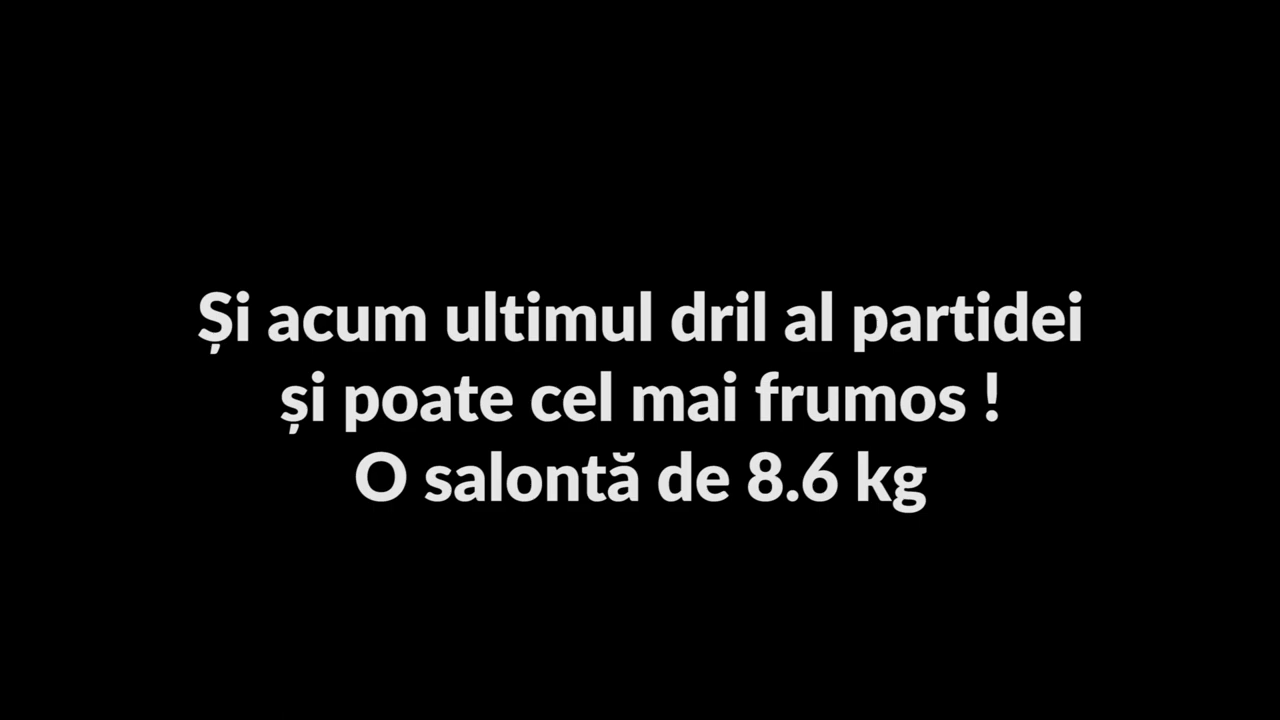 Și acum ultimul dril al partidei
și poate cel mai frumos !
O salontă de 8.6 kg